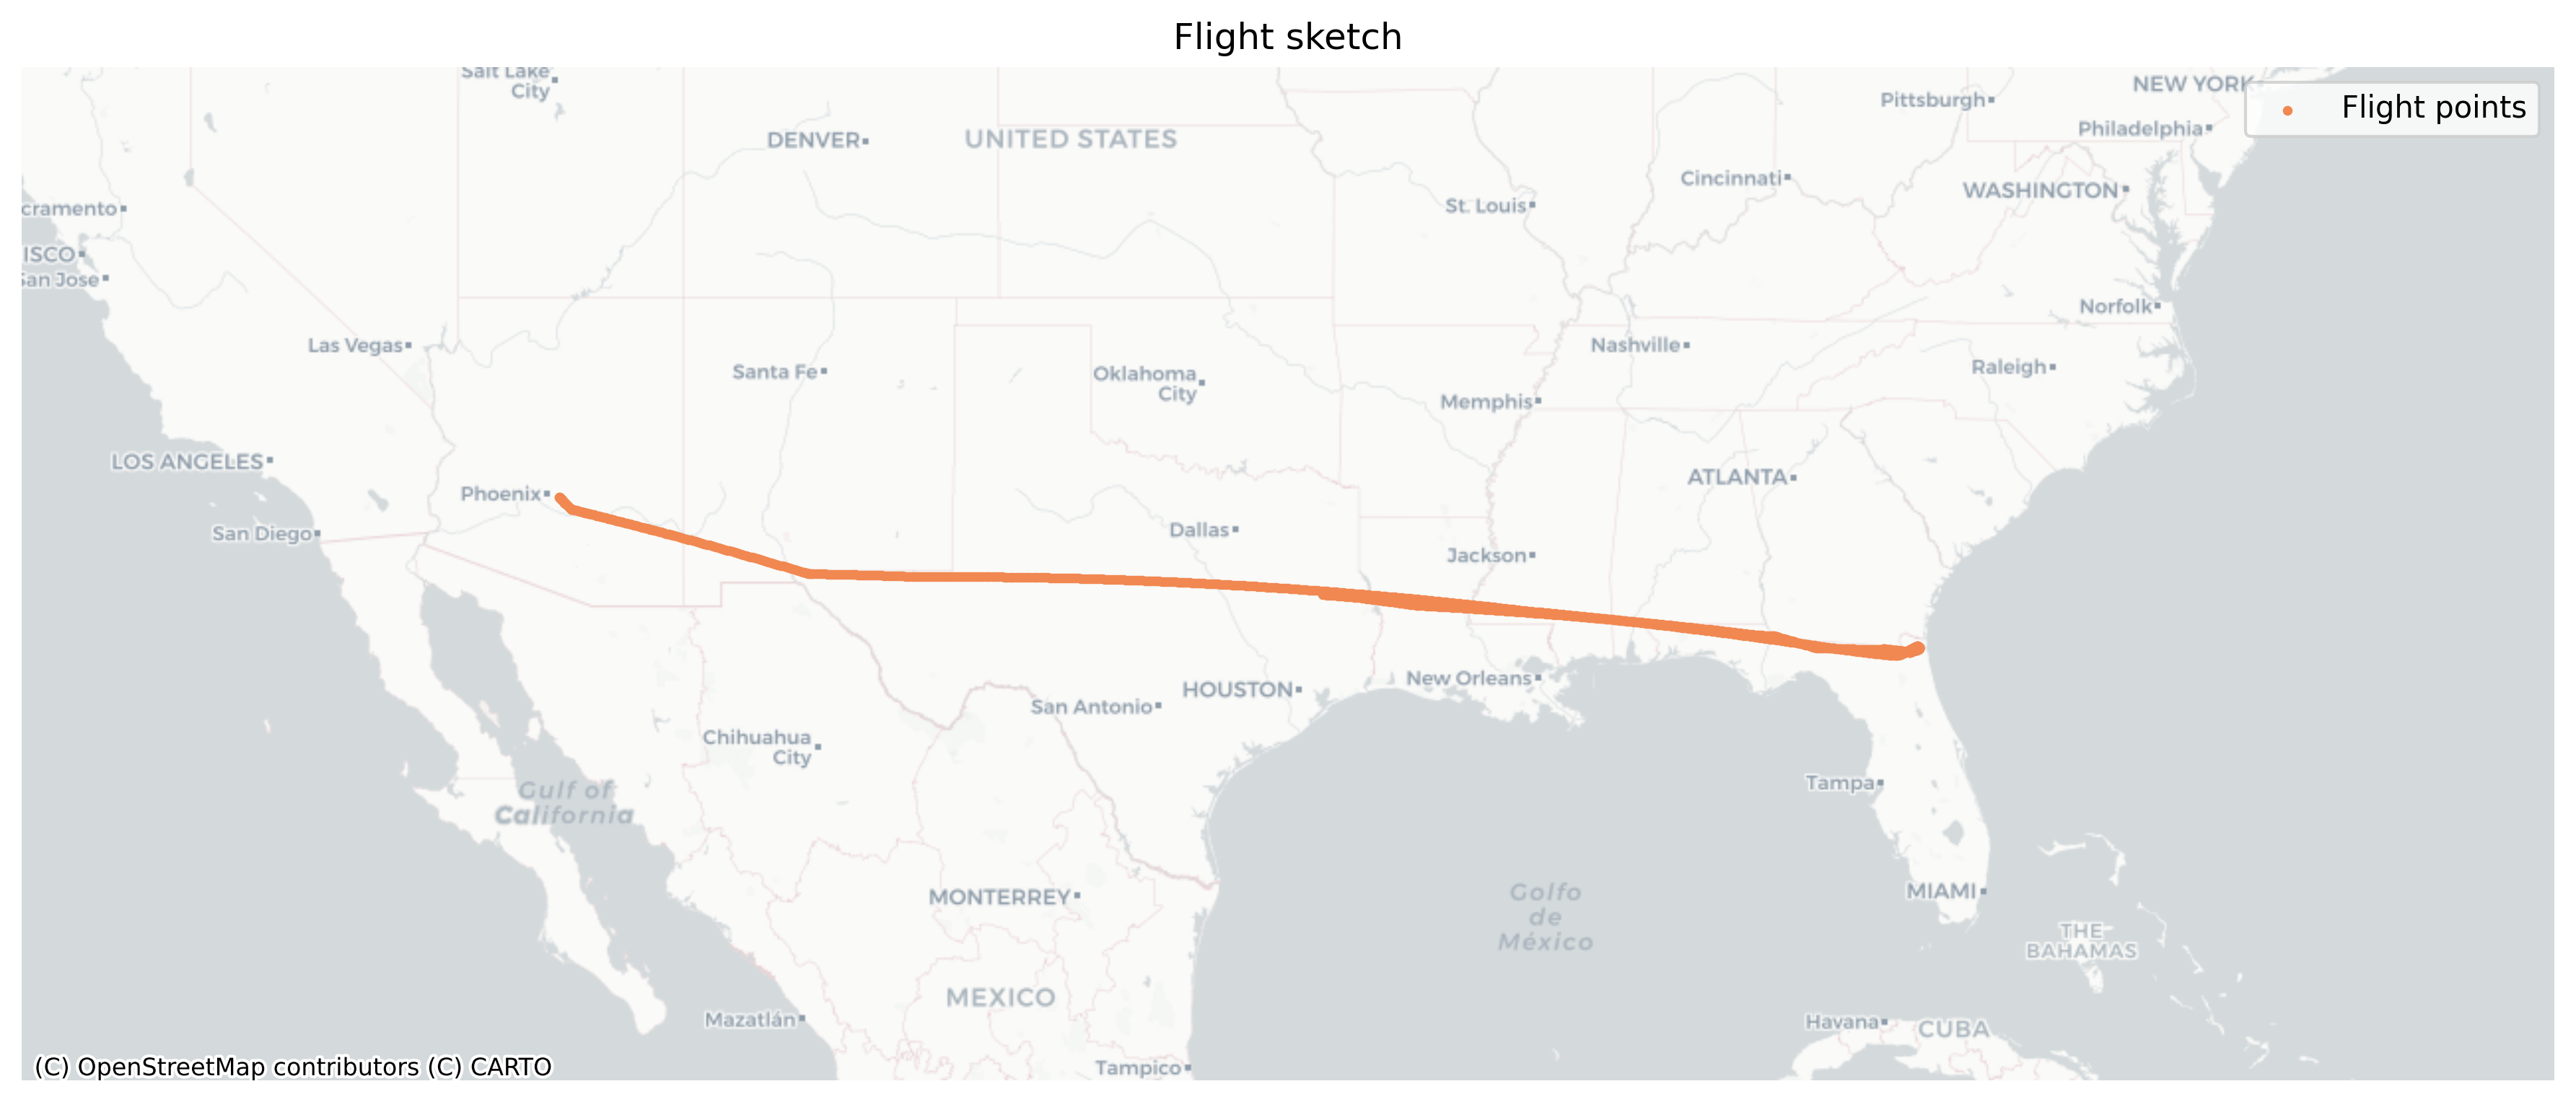 Flight sketch
Flight points
Salt Lake
City
DENVER
UNITED STATES
Pittsburgh
NEW YORK
Philadelphia
Cincinnati
WASHINGTON
St. Louis
cramento
ISCO
San Jose
Norfolk
Las Vegas
Santa Fe
Oklahoma
City
Nashville
Raleigh
Memphis
LOS ANGELES
Phoenix
ATLANTA
San Diego
Dallas
Jackson
New Orleans
HOUSTON
San Antonio
Chihuahua
City
Gulf of
California
Tampa
MONTERREY
Golfo
de
México
MIAMI
THE
BAHAMAS
MEXICO
Mazatlán
Havana
CUBA
Tampico
(C) OpenStreetMap contributors (C) CARTO